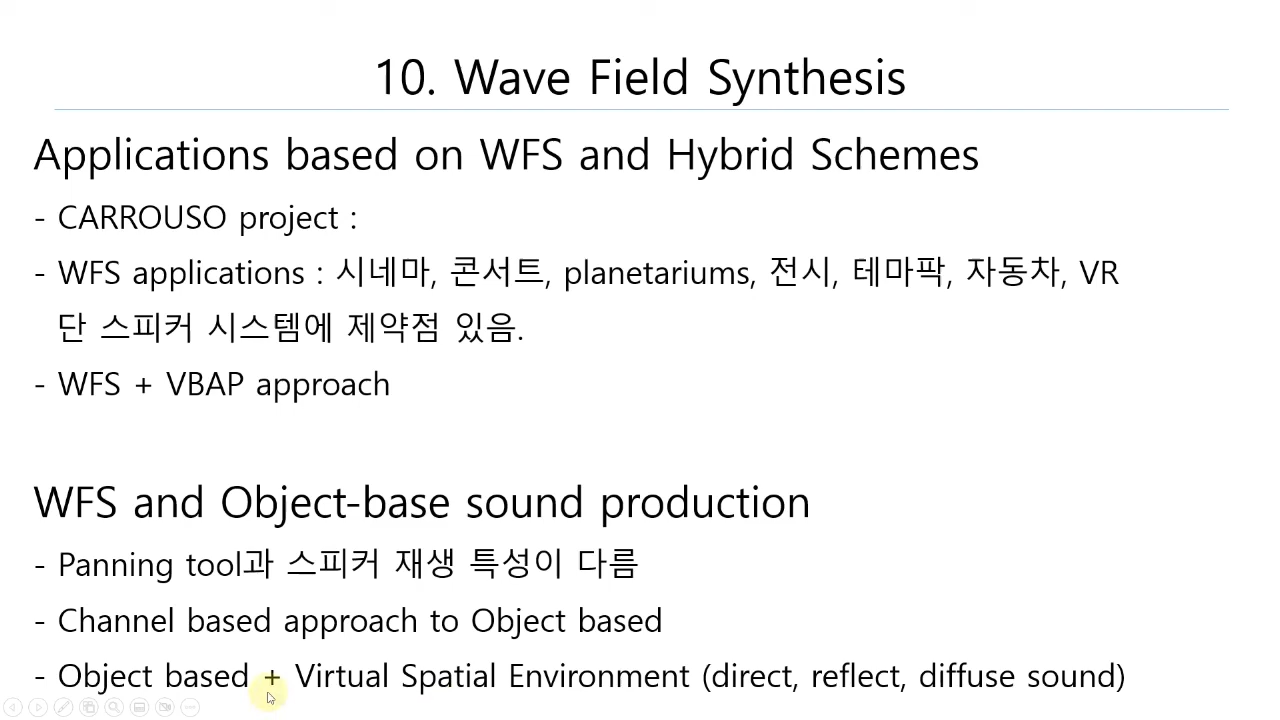 10. Wave Field Synthesis
Applications based on WFS and Hybrid Schemes
- CARROUSO project :
- WFS applications : 시네마, 콘서트, planetariums, 전시, 테마팍, 자동차, VR
단 스피커 시스템에 제약점 있음.
- WFS + VBAP approach
WFS and Object-base sound production
- Panning tool과 스피커 재생 특성이 다름
- Channel based approach to Object based
- Object based + Virtual Spatial Environment (direct, reflect, diffuse sound)